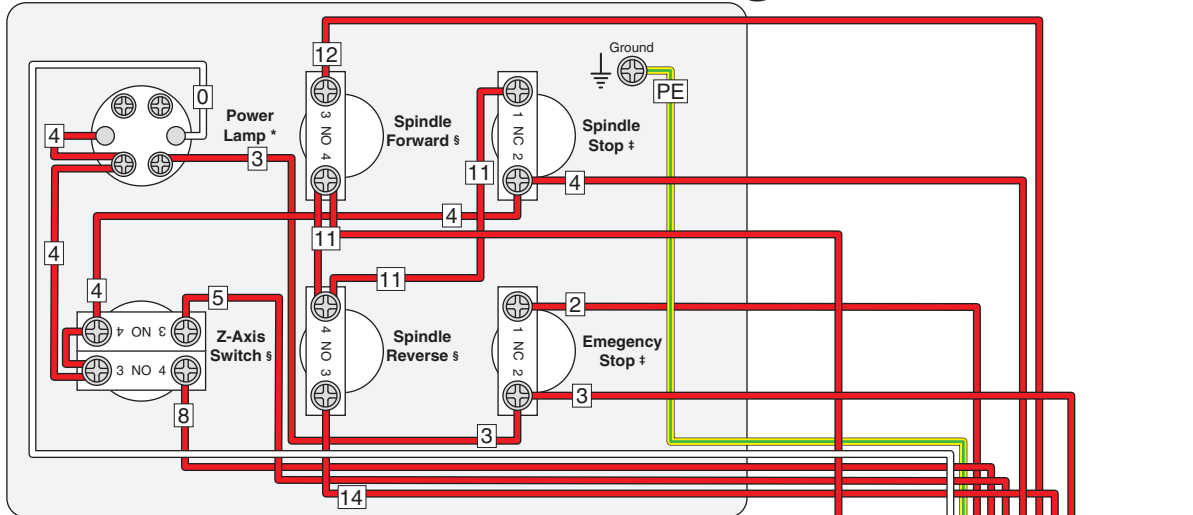 12
Ground
0
PE
Power
Lamp *
3 NO 4
Spindle
Forward §
1 NC 2
Spindle
Stop ‡
4
3
11
4
4
11
4
11
4
5
2
3 NO 4
Z-Axis
Switch §
3 NO 4
4 NO 3
Spindle
Reverse §
1 NC 2
Emegency
Stop ‡
3
8
3
14